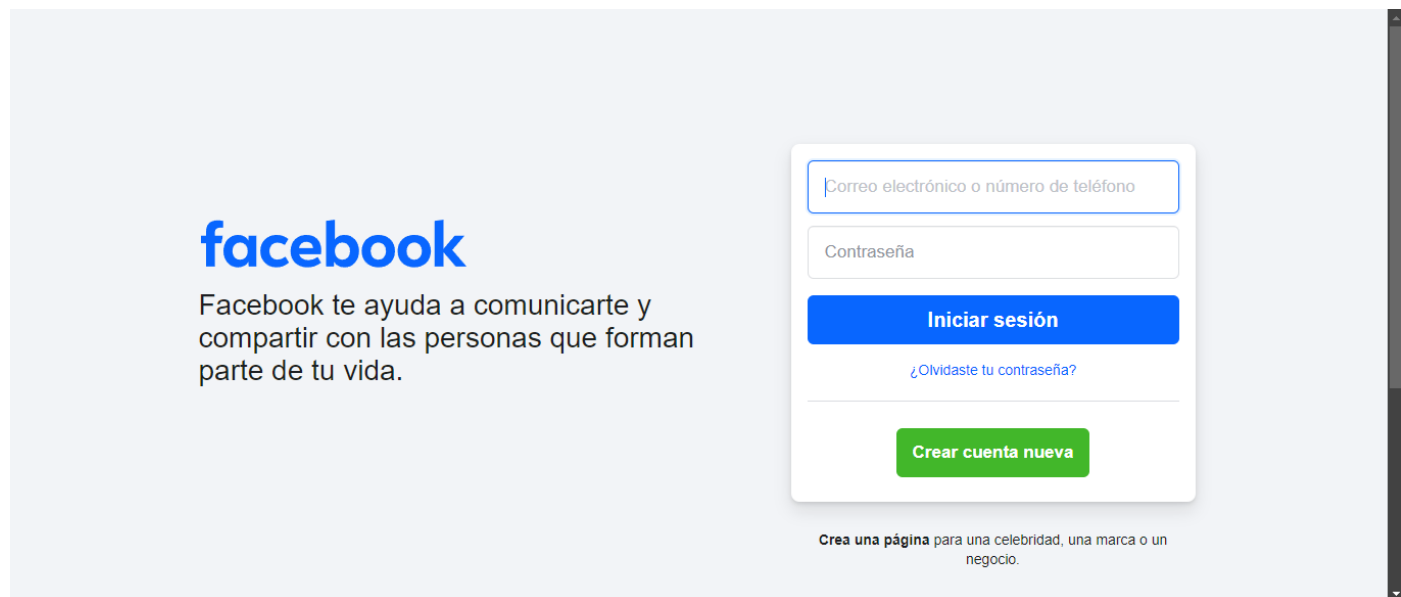 facebook
Facebook te ayuda a comunicarte y
compartir con las personas que forman
parte de tu vida.
Correo electrónico o número de teléfono
Contraseña
Iniciar sesión
¿Olvidaste tu contraseña?
Crear cuenta nueva
Crea una página para una celebridad, una marca o un
negocio.